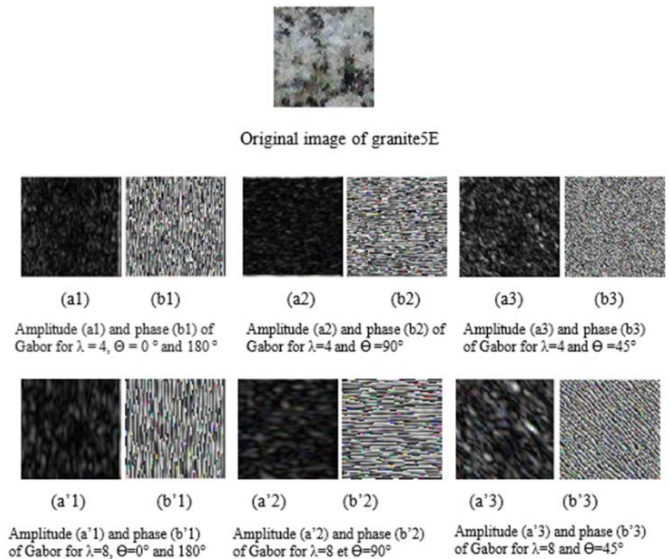 Original image of granite5E
(a1) (b1) (a2) (b2) (a3) (b3)
Amplitude (a1) and phase (b1) of
Gabor for λ = 4, Θ = 0 ° and 180 °
Amplitude (a2) and phase (b2) of
Gabor for λ=4 and Θ =90°
Amplitude (a3) and phase (b3)
of Gabor for λ=4 and Θ =45°
(a'1) (b'1) (a'2) (b'2) (a'3) (b'3)
Amplitude (a'1) and phase (b'1)
of Gabor for λ=8, Θ=0° and 180°
Amplitude (a'2) and phase (b'2)
of Gabor for λ=8 et Θ=90°
Amplitude (a'3) and phase (b'3)
of Gabor for λ=8 and Θ=45°